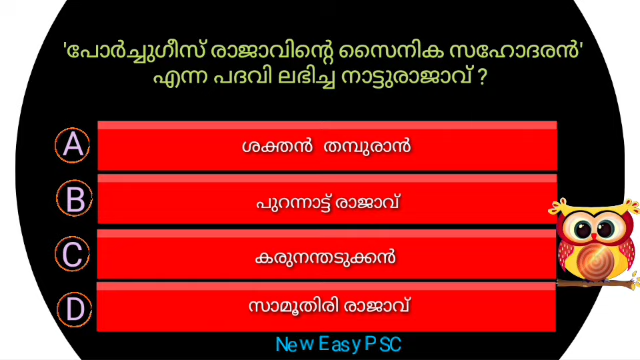 'പോർച്ചുഗീസ് രാജാവിന്റെ സൈനിക സഹോദരൻ'
എന്ന പദവി ലഭിച്ച നാട്ടുരാജാവ് ?
A ശക്തൻ തമ്പുരാൻ
B പുറന്നാട്ട് രാജാവ്
C കരുനന്തടുക്കൻ
D സാമൂതിരി രാജാവ്
New Easy PSC